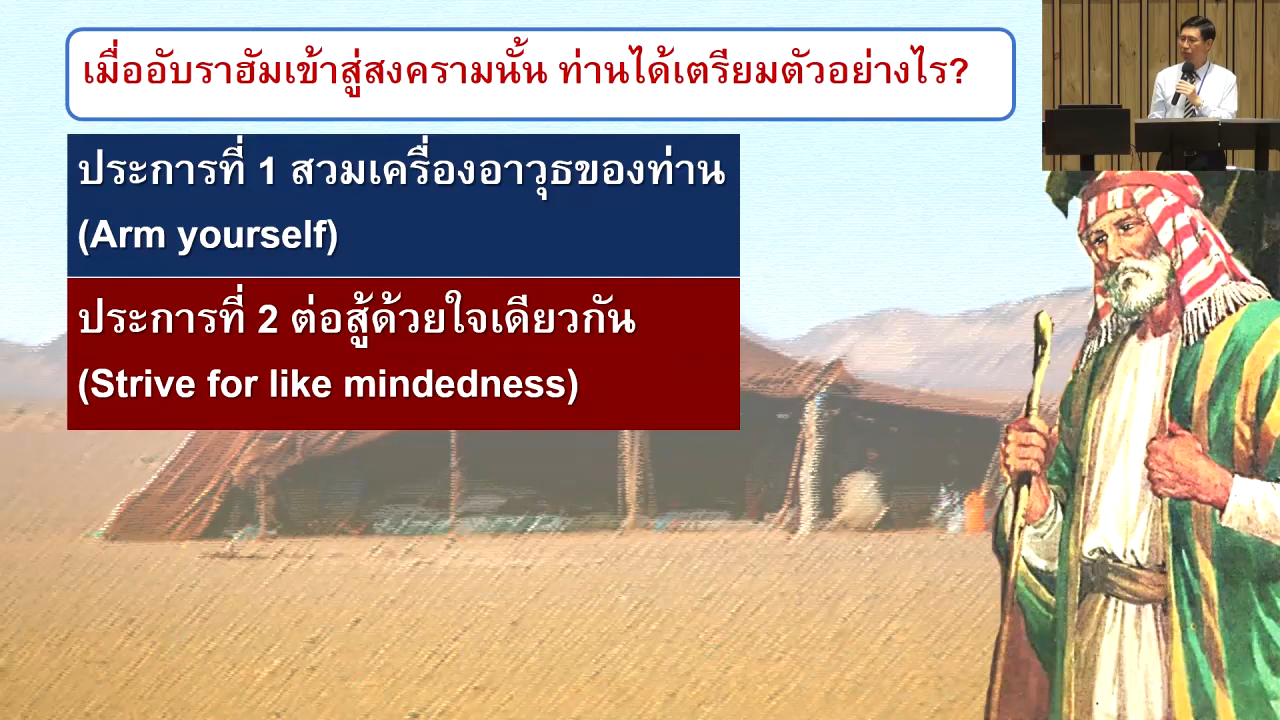 เมื่ออับราฮัมเข้าสู่สงครามนั้น ท่านได้เตรียมตัวอย่างไร?
ประการที่ 1 สวมเครื่องอาวุธของท่าน
(Arm yourself)
ประการที่ 2 ต่อสู้ด้วยใจเดียวกัน
(Strive for like mindedness)